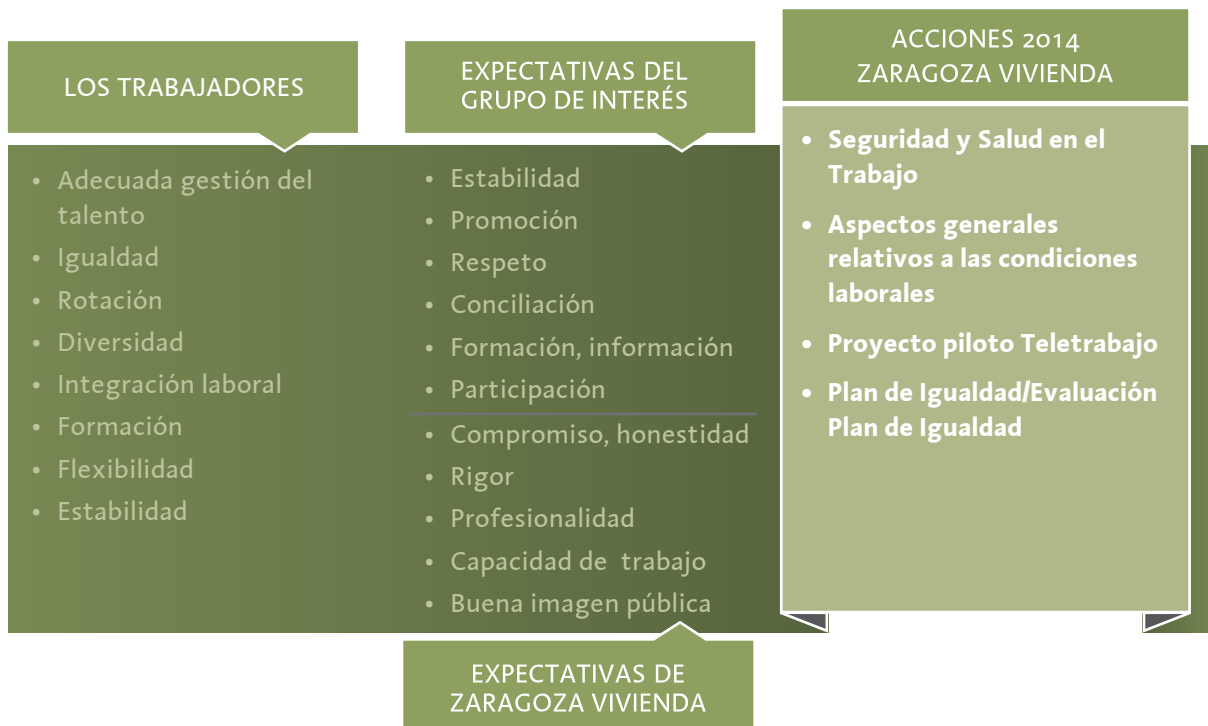 LOS TRABAJADORES
• Adecuada gestión del
talento
• Igualdad
• Rotación
• Diversidad
• Integración laboral
• Formación
• Flexibilidad
• Estabilidad
EXPECTATIVAS DEL
GRUPO DE INTERÉS
• Estabilidad
• Promoción
• Respeto
• Conciliación
• Formación, información
• Participación
• Compromiso, honestidad
• Rigor
• Profesionalidad
• Capacidad de trabajo
• Buena imagen pública
EXPECTATIVAS DE
ZARAGOZA VIVIENDA
ACCIONES 2014
ZARAGOZA VIVIENDA
• Seguridad y Salud en el
Trabajo
• Aspectos generales
relativos a las condiciones
laborales
• Proyecto piloto Teletrabajo
• Plan de Igualdad/Evaluación
Plan de Igualdad